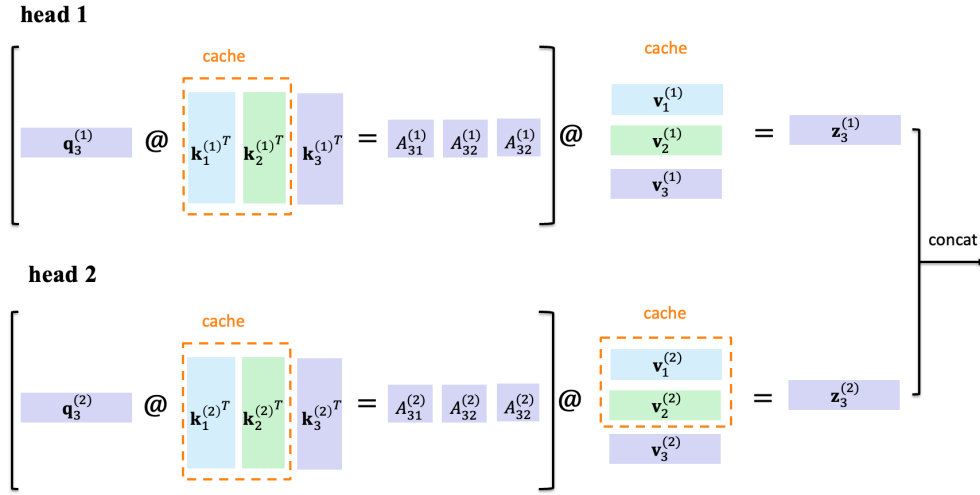 head 1
cache
cache
q₃⁽¹⁾ @ k₁⁽¹⁾ᵀ k₂⁽¹⁾ᵀ k₃⁽¹⁾ᵀ = A₃₁⁽¹⁾ A₃₂⁽¹⁾ A₃₂⁽¹⁾ @ v₁⁽¹⁾ v₂⁽¹⁾ v₃⁽¹⁾ = z₃⁽¹⁾
concat
head 2
cache
cache
q₃⁽²⁾ @ k₁⁽²⁾ᵀ k₂⁽²⁾ᵀ k₃⁽²⁾ᵀ = A₃₁⁽²⁾ A₃₂⁽²⁾ A₃₂⁽²⁾ @ v₁⁽²⁾ v₂⁽²⁾ v₃⁽²⁾ = z₃⁽²⁾